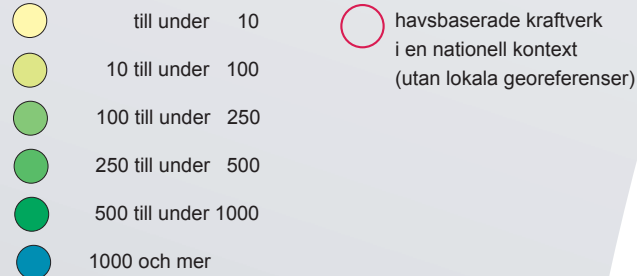 till under 10
10 till under 100
100 till under 250
250 till under 500
500 till under 1000
1000 och mer
havsbaserade kraftverk
i en nationell kontext
(utan lokala georeferenser)